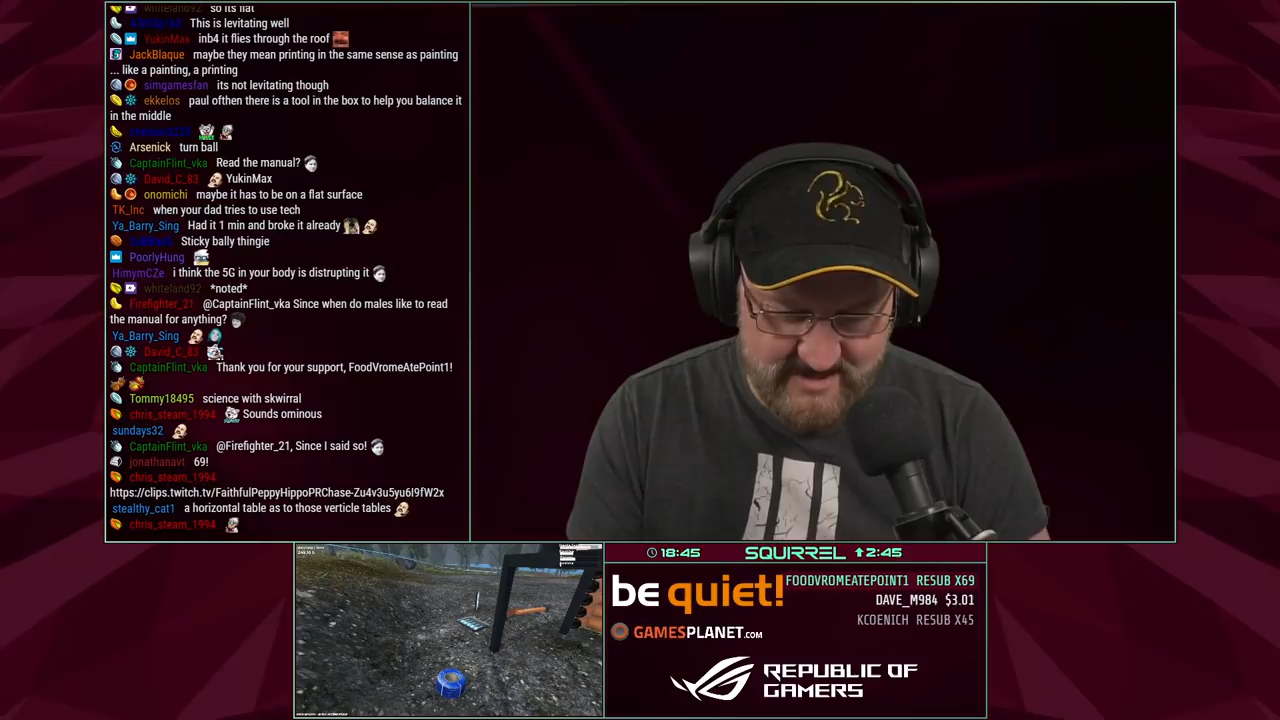 whiteland92 so its flat
This is levitating well
YukinMax inb4 it flies through the roof
JackBlaque maybe they mean printing in the same sense as painting
... like a painting, a printing
simgamesfan its not levitating though
ekkelos paul ofthen there is a tool in the box to help you balance it
in the middle
Arsenick turn ball
CaptainFlint_vka Read the manual?
David_C_83 YukinMax
onomichi maybe it has to be on a flat surface
TK_Inc when your dad tries to use tech
Ya_Barry_Sing Had it 1 min and broke it already
Sticky bally thingie
PoorlyHung
HimymCZe i think the 5G in your body is distrupting it
whiteland92 *noted*
Firefighter_21 @CaptainFlint_vka Since when do males like to read
the manual for anything?
Ya_Barry_Sing
David_C_83
CaptainFlint_vka Thank you for your support, FoodVromeAtePoint1!
Tommy18495 science with skwirral
chris_steam_1994 Sounds ominous
sundays32
CaptainFlint_vka @Firefighter_21, Since I said so!
jonathanavt 69!
chris_steam_1994
https://clips.twitch.tv/FaithfulPeppyHippoPRChase-Zu4v3u5yu6I9fW2x
stealthy_cat1 a horizontal table as to those verticle tables
chris_steam_1994
18:45 SQUIRREL 2:45
be quiet!
GAMESPLANET.COM
FOODVROMEATEPOINT1 RESUB X69
DAVE_M984 $3.01
KCOENICH RESUB X45
REPUBLIC OF
GAMERS